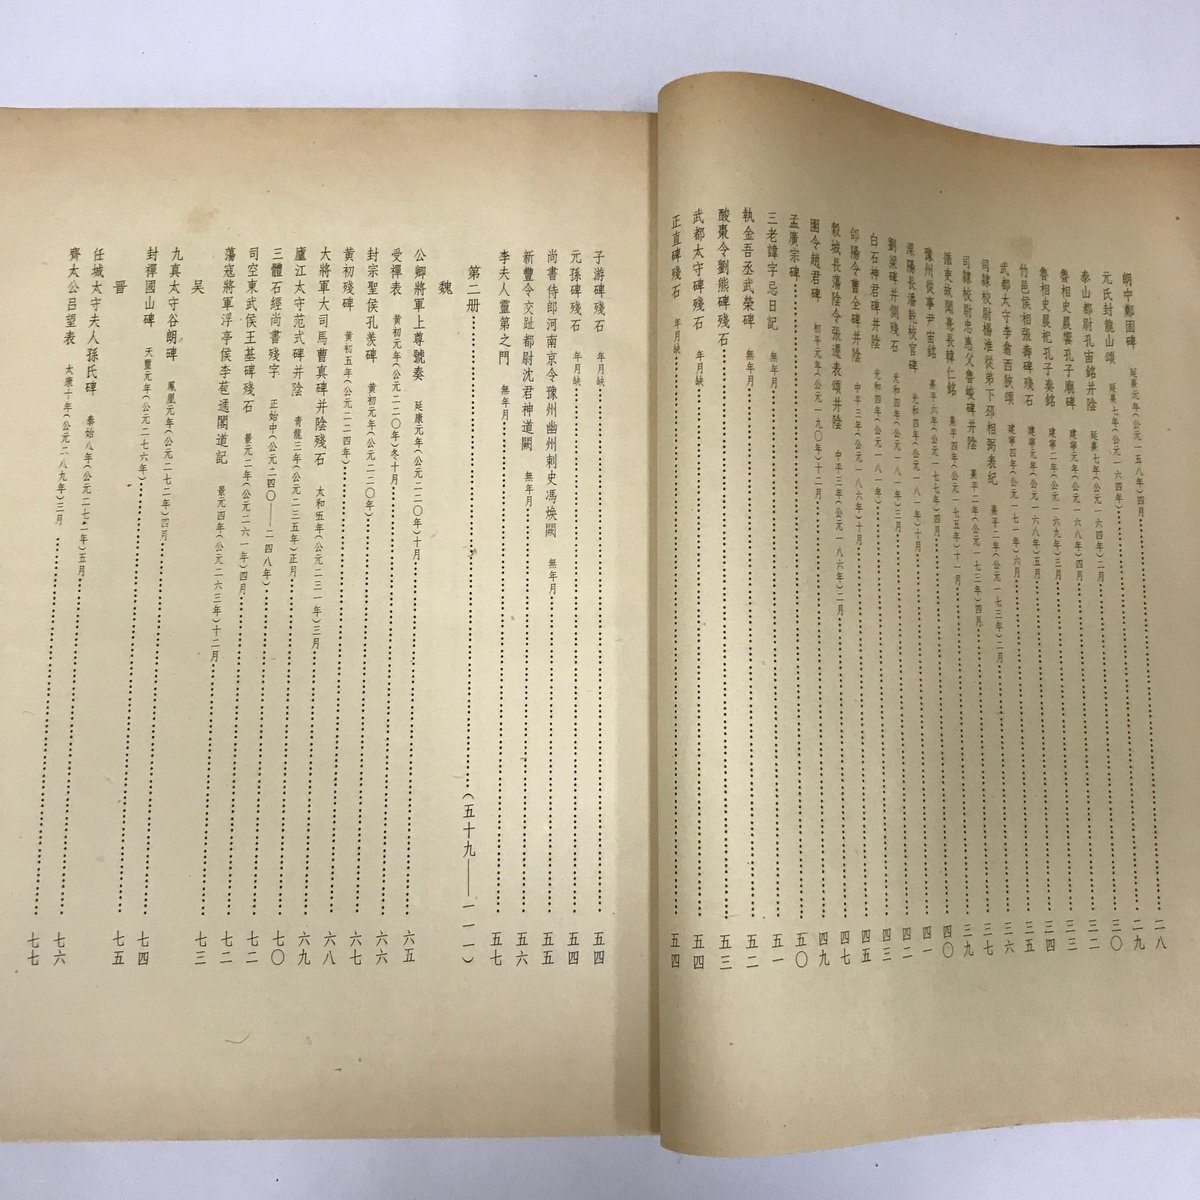 郎中鄭固碑 延熹元年(公元一五八年)四月……二八
元氏封龍山頌 延熹七年(公元一六四年)……二九
泰山都尉孔宙銘并陰 延熹七年(公元一六四年)二月……三〇
魯相史晨饗孔子廟碑 建寧元年(公元一六八年)四月……三二
魯相史晨祀孔子奏銘 建寧二年(公元一六九年)三月……三三
竹邑侯相張壽碑殘石 建寧元年(公元一六八年)五月……三四
武都太守李翕西狹頌 建寧四年(公元一七一年)六月……三五
司隸校尉楊淮從弟下邳相弼表紀 熹平二年(公元一七三年)二月……三六
司隸校尉忠惠父魯峻碑并陰 熹平二年(公元一七三年)四月……三七
循吏故聞憙長韓仁銘 熹平四年(公元一七五年)十一月……三九
豫州從事尹宙銘 熹平六年(公元一七七年)四月……四〇
溧陽長潘乾校官碑 光和四年(公元一八一年)十月……四一
劉梁碑并側殘石 光和四年(公元一八一年)三月……四二
白石神君碑并陰 光和四年(公元一八一年)……四三
郃陽令曹全碑并陰 中平三年(公元一八六年)十月……四五
穀城長蕩陰令張遷表頌并陰 中平三年(公元一八六年)二月……四七
圉令趙君碑 初平元年(公元一九〇年)十二月……四九
孟廣宗碑……五〇
三老諱字忌日記……五一
執金吾丞武榮碑 無年月……五二
酸棗令劉熊碑殘石……五三
武都太守碑殘石 年月缺……五四
正直碑殘石 年月缺……五四
子游碑殘石 年月缺……五四
元孫碑殘石 年月缺……五四
尚書侍郎河南京令豫州幽州刺史馮煥闕 無年月……五五
新豐令交趾都尉沈君神道闕 無年月……五六
李夫人靈第之門 無年月……五七
第二册……(五十九——一一一)
魏
公卿將軍上尊號奏 延康元年(公元二二〇年)十月……六五
受禪表 黄初元年(公元二二〇年)冬十月……六六
封宗聖侯孔羨碑 黄初元年(公元二二〇年)……六七
黄初殘碑 黄初五年(公元二二四年)……六八
大將軍大司馬曹真碑并陰殘石 太和五年(公元二三一年)三月……六九
廬江太守范式碑并陰 青龍三年(公元二三五年)正月……七〇
三體石經尚書殘字 正始中(公元二四〇——二四八年)……七二
司空東武侯王基碑殘石 景元二年(公元二六一年)四月……七二
蕩寇將軍浮亭侯李苞通閣道記 景元四年(公元二六三年)十二月……七三
吴
九真太守谷朗碑 鳳凰元年(公元二七二年)四月……七四
封禪國山碑 天璽元年(公元二七六年)……七五
晋
任城太守夫人孫氏碑 泰始八年(公元二七二年)五月……七六
齊太公吕望表 太康十年(公元二八九年)三月……七七